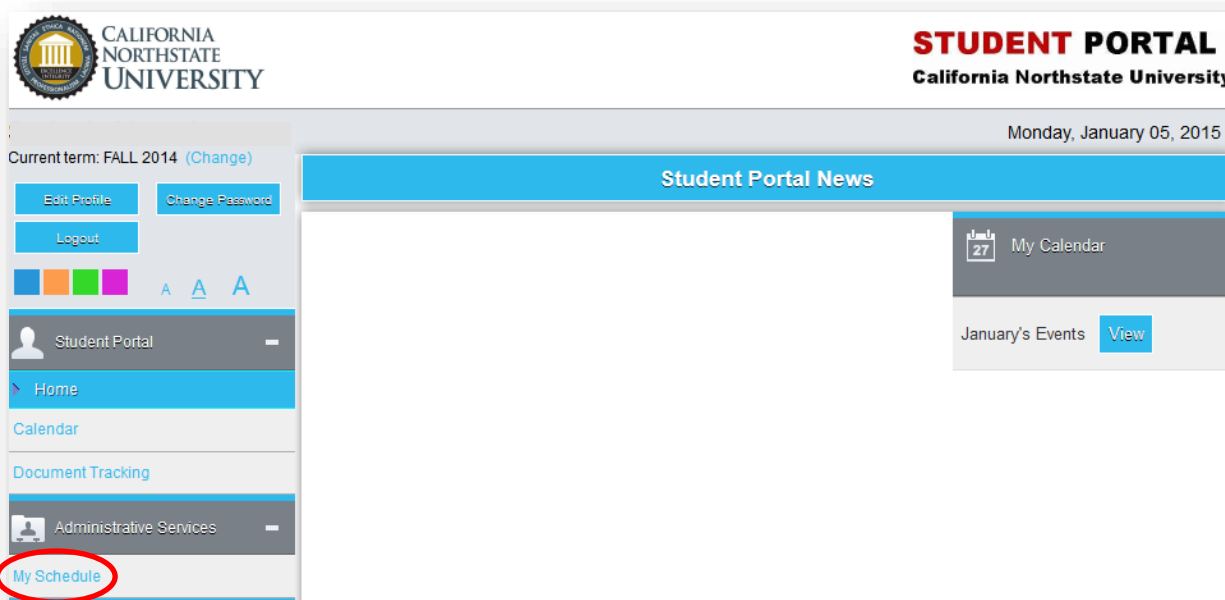 CALIFORNIA
NORTHSTATE
UNIVERSITY
STUDENT PORTAL
California Northstate University
Monday, January 05, 2015
Current term: FALL 2014 (Change)
Edit Profile
Change Password
Logout
A A A
Student Portal
Home
Calendar
Document Tracking
Administrative Services
My Schedule
Student Portal News
27 My Calendar
January's Events View